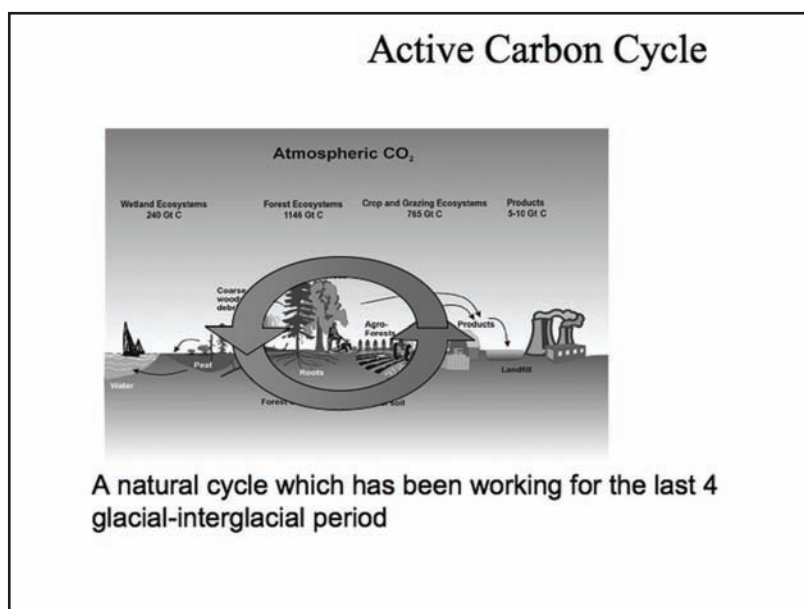 Active Carbon Cycle
Atmospheric CO₂
Wetland Ecosystems
240 Gt C
Forest Ecosystems
1146 Gt C
Crop and Grazing Ecosystems
765 Gt C
Products
5-10 Gt C
Coarse
Agro-
Forests
Products
Peat
Roots
Landfill
Water
Forest
soil
A natural cycle which has been working for the last 4
glacial-interglacial period